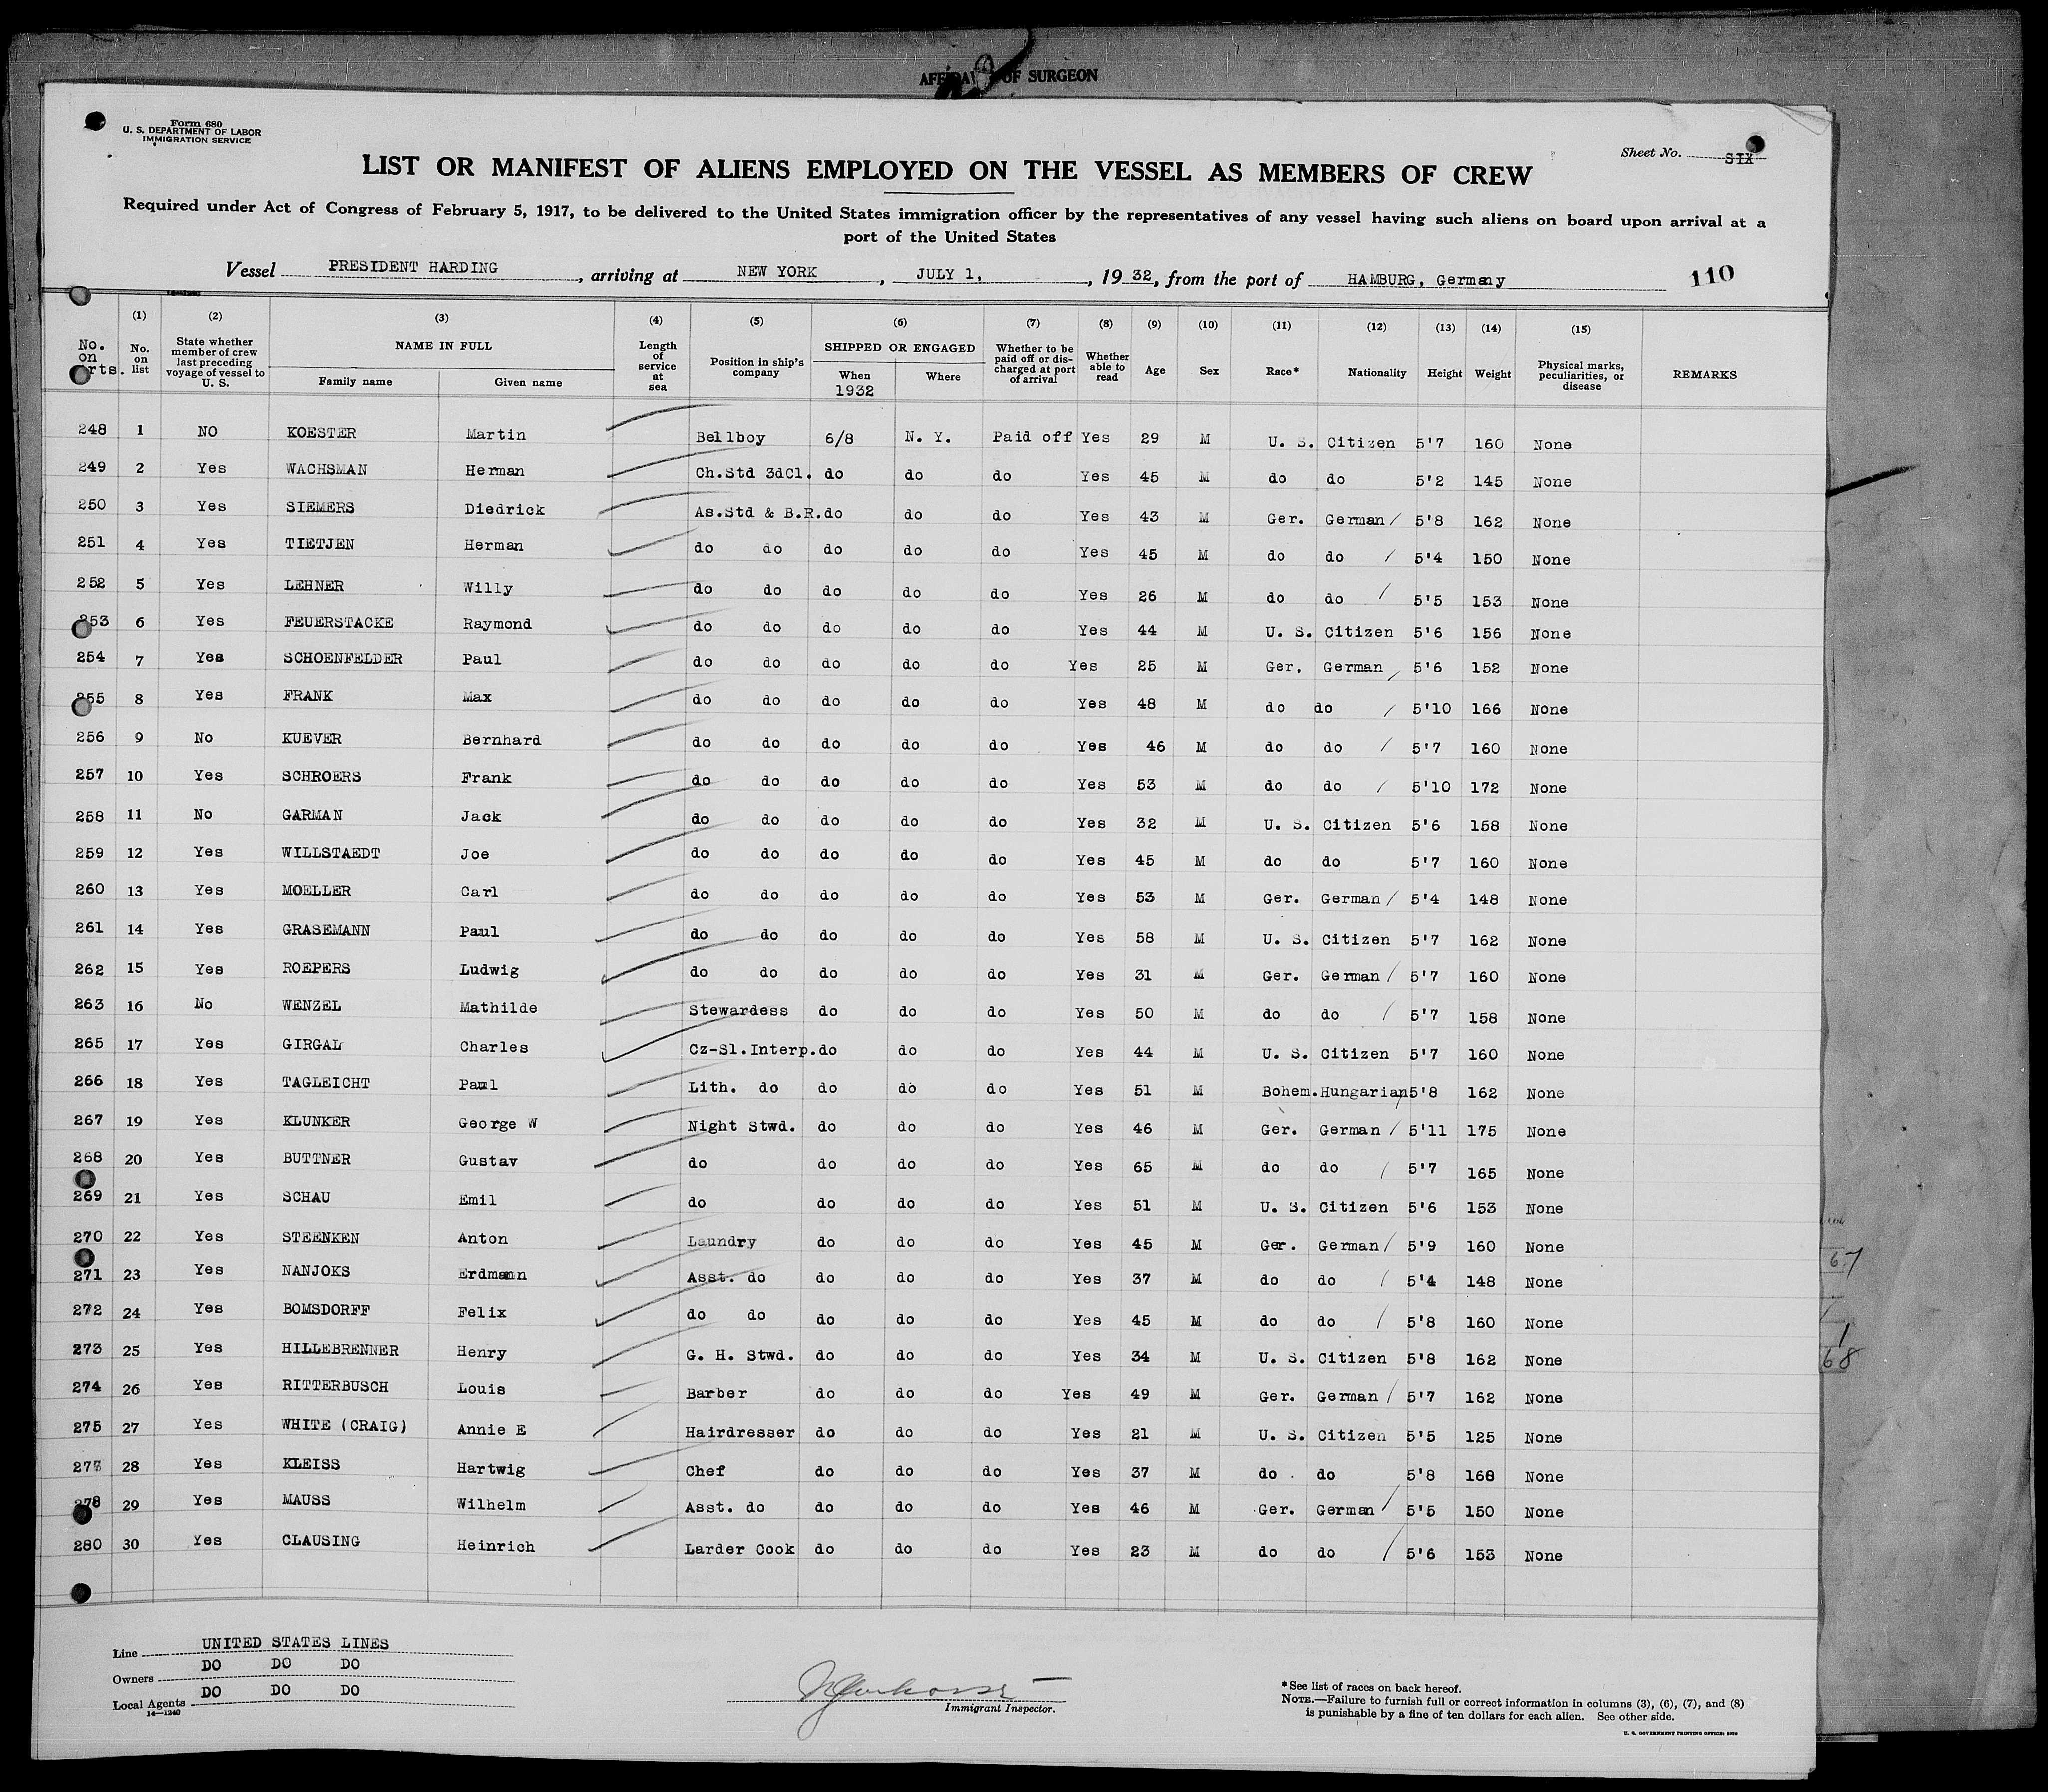 AFFIDAVIT OF SURGEON
Form 680
U. S. DEPARTMENT OF LABOR
IMMIGRATION SERVICE
Sheet No. SIX
LIST OR MANIFEST OF ALIENS EMPLOYED ON THE VESSEL AS MEMBERS OF CREW
Required under Act of Congress of February 5, 1917, to be delivered to the United States immigration officer by the representatives of any vessel having such aliens on board upon arrival at a
port of the United States
Vessel PRESIDENT HARDING, arriving at NEW YORK, JULY 1, 1932, from the port of HAMBURG, Germany 110
No. on rts. (1) No. on list (2) State whether member of crew last preceding voyage of vessel to U. S. (3) NAME IN FULL Family name Given name (4) Length of service at sea (5) Position in ship's company (6) SHIPPED OR ENGAGED When 1932 Where (7) Whether to be paid off or discharged at port of arrival (8) Whether able to read (9) Age (10) Sex (11) Race* (12) Nationality (13) Height (14) Weight (15) Physical marks, peculiarities, or disease REMARKS
248 1 NO KOESTER Martin Bellboy 6/8 N. Y. Paid off Yes 29 M U. S. Citizen 5'7 160 None
249 2 Yes WACHSMAN Herman Ch.Std 3dCl. do do do Yes 45 M do do 5'2 145 None
250 3 Yes SIEMERS Diedrick As.Std & B.R. do do do Yes 43 M Ger. German / 5'8 162 None
251 4 Yes TIETJEN Herman do do do do do Yes 45 M do do / 5'4 150 None
252 5 Yes LEHNER Willy do do do do do Yes 26 M do do / 5'5 153 None
253 6 Yes FEUERSTACKE Raymond do do do do do Yes 44 M U. S. Citizen 5'6 156 None
254 7 Yes SCHOENFELDER Paul do do do do do Yes 25 M Ger, German / 5'6 152 None
255 8 Yes FRANK Max do do do do do Yes 48 M do do / 5'10 166 None
256 9 No KUEVER Bernhard do do do do do Yes 46 M do do / 5'7 160 None
257 10 Yes SCHROERS Frank do do do do do Yes 53 M do do / 5'10 172 None
258 11 No GARMAN Jack do do do do do Yes 32 M U. S. Citizen 5'6 158 None
259 12 Yes WILLSTAEDT Joe do do do do do Yes 45 M do do 5'7 160 None
260 13 Yes MOELLER Carl do do do do do Yes 53 M Ger. German / 5'4 148 None
261 14 Yes GRASEMANN Paul do do do do do Yes 58 M U. S. Citizen 5'7 162 None
262 15 Yes ROEPERS Ludwig do do do do do Yes 31 M Ger. German / 5'7 160 None
263 16 No WENZEL Mathilde Stewardess do do do Yes 50 M do do / 5'7 158 None
265 17 Yes GIRGAL Charles Cz-Sl.Interp. do do do Yes 44 M U. S. Citizen 5'7 160 None
266 18 Yes TAGLEICHT Paul Lith. do do do do Yes 51 M Bohem. Hungarian / 5'8 162 None
267 19 Yes KLUNKER George W Night Stwd. do do do Yes 46 M Ger. German / 5'11 175 None
268 20 Yes BUTTNER Gustav do do do do Yes 65 M do do / 5'7 165 None
269 21 Yes SCHAU Emil do do do do Yes 51 M U. S. Citizen 5'6 153 None
270 22 Yes STEENKEN Anton Laundry do do do Yes 45 M Ger. German / 5'9 160 None
271 23 Yes NANJOKS Erdmann Asst. do do do do Yes 37 M do do / 5'4 148 None
272 24 Yes BOMSDORFF Felix do do do do do Yes 45 M do do / 5'8 160 None
273 25 Yes HILLEBRENNER Henry G. H. Stwd. do do do Yes 34 M U. S. Citizen 5'8 162 None
274 26 Yes RITTERBUSCH Louis Barber do do do Yes 49 M Ger. German / 5'7 162 None
275 27 Yes WHITE (CRAIG) Annie E Hairdresser do do do Yes 21 M U. S. Citizen 5'5 125 None
277 28 Yes KLEISS Hartwig Chef do do do Yes 37 M do do 5'8 168 None
278 29 Yes MAUSS Wilhelm Asst. do do do do Yes 46 M Ger. German / 5'5 150 None
280 30 Yes CLAUSING Heinrich Larder Cook do do do Yes 23 M do do / 5'6 153 None
67
1
68
Line UNITED STATES LINES
Owners DO DO DO
Local Agents DO DO DO
14—1240
Immigrant Inspector.
*See list of races on back hereof.
NOTE.—Failure to furnish full or correct information in columns (3), (6), (7), and (8)
is punishable by a fine of ten dollars for each alien. See other side.
U. S. GOVERNMENT PRINTING OFFICE: 1929